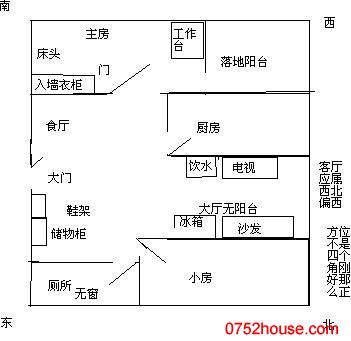 南
西
主房
工作
台
床头
门
落地阳台
入墙衣柜
食厅
厨房
大门
饮水
电视
客厅
应属
西北
偏西
鞋架
大厅无阳台
储物柜
冰箱
沙发
方位
不是
四个
角刚
好那
么正
厕所
无窗
小房
东
北
0752house.com